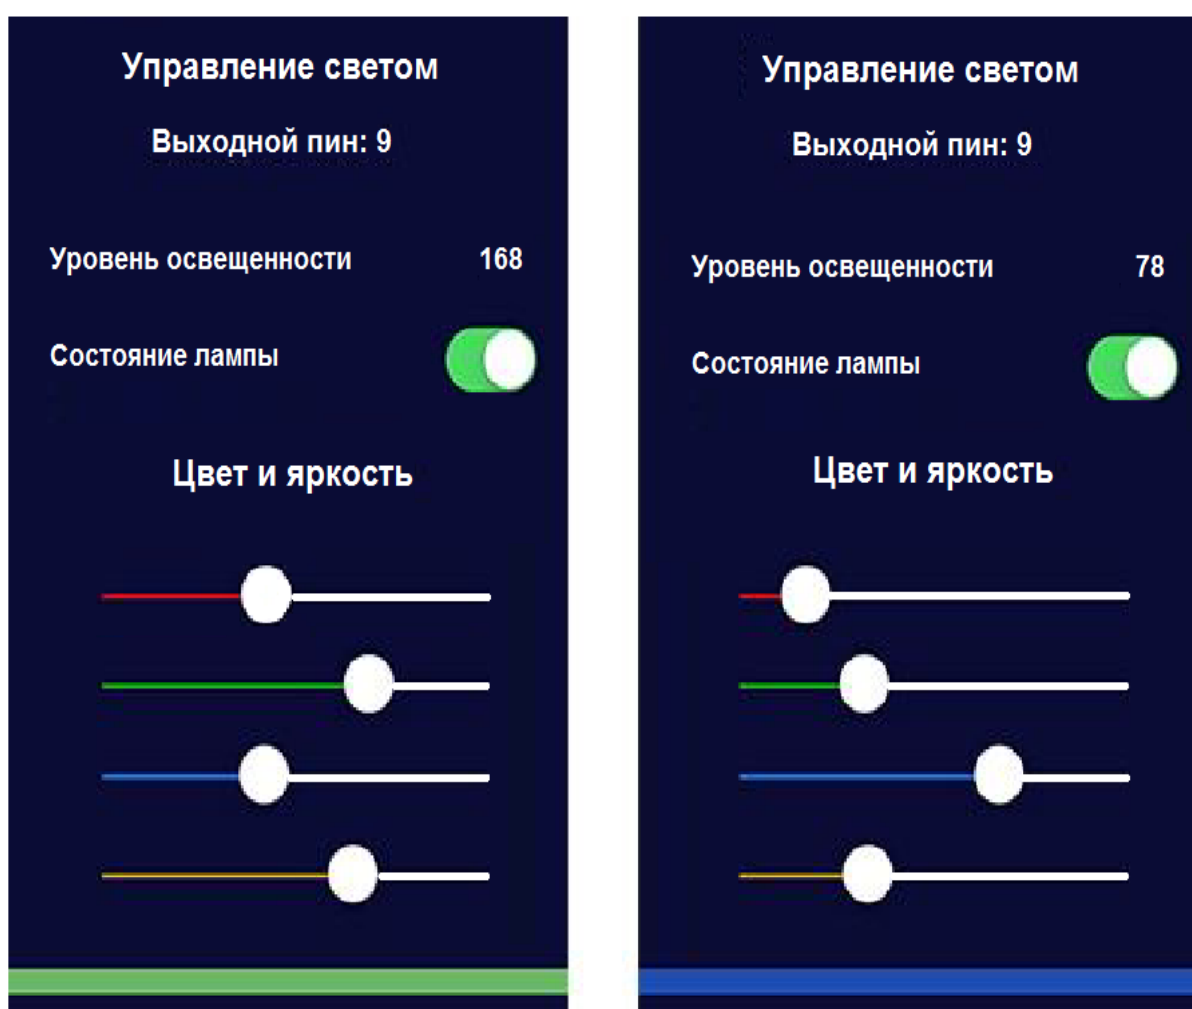 Управление светом
Выходной пин: 9
Уровень освещенности 168
Состояние лампы
Цвет и яркость
Управление светом
Выходной пин: 9
Уровень освещенности 78
Состояние лампы
Цвет и яркость